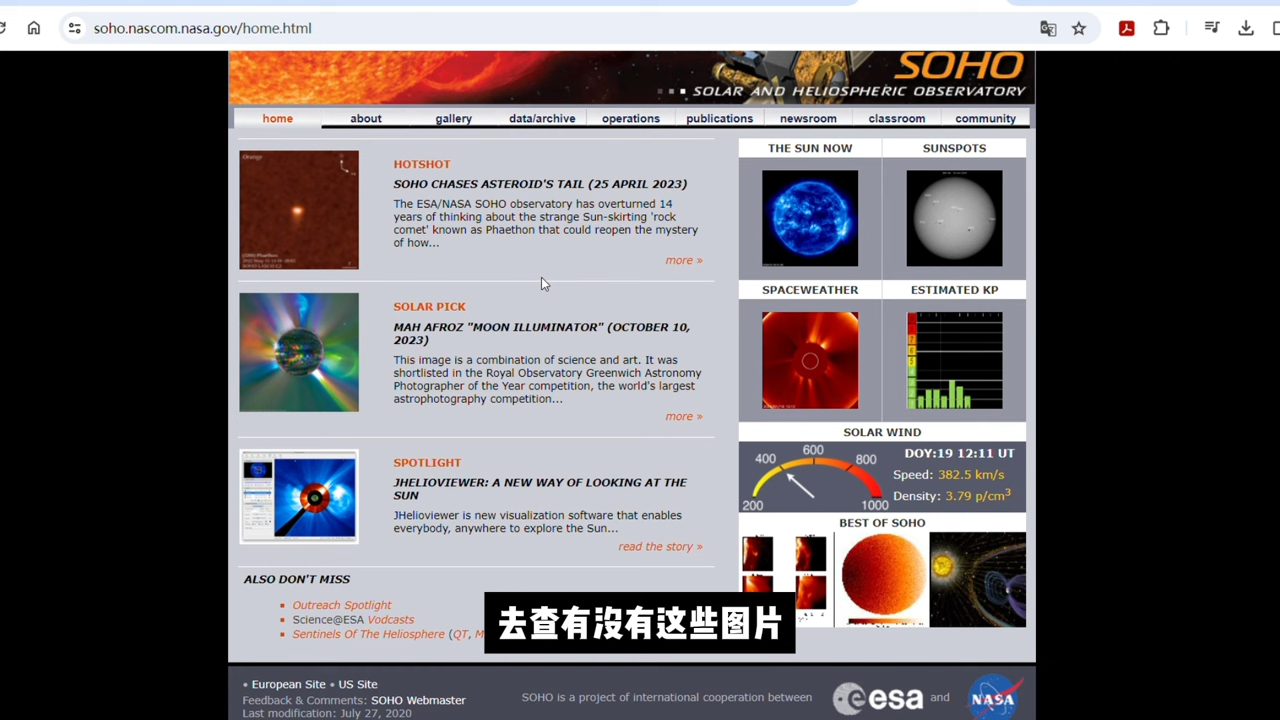 soho.nascom.nasa.gov/home.html
SOHO
SOLAR AND HELIOSPHERIC OBSERVATORY
home about gallery data/archive operations publications newsroom classroom community
HOTSHOT
SOHO CHASES ASTEROID'S TAIL (25 APRIL 2023)
The ESA/NASA SOHO observatory has overturned 14
years of thinking about the strange Sun-skirting 'rock
comet' known as Phaethon that could reopen the mystery
of how...
more »
SOLAR PICK
MAH AFROZ "MOON ILLUMINATOR" (OCTOBER 10,
2023)
This image is a combination of science and art. It was
shortlisted in the Royal Observatory Greenwich Astronomy
Photographer of the Year competition, the world's largest
astrophotography competition...
more »
SPOTLIGHT
JHELIOVIEWER: A NEW WAY OF LOOKING AT THE
SUN
JHelioviewer is new visualization software that enables
everybody, anywhere to explore the Sun...
read the story »
ALSO DON'T MISS
Outreach Spotlight
Science@ESA Vodcasts
Sentinels Of The Heliosphere (QT, M
THE SUN NOW
SUNSPOTS
SPACEWEATHER
ESTIMATED KP
SOLAR WIND
200 400 600 800 1000
DOY:19 12:11 UT
Speed: 382.5 km/s
Density: 3.79 p/cm³
BEST OF SOHO
去查有没有这些图片
• European Site • US Site
Feedback & Comments: SOHO Webmaster
Last modification: July 27, 2020
SOHO is a project of international cooperation between
esa and NASA